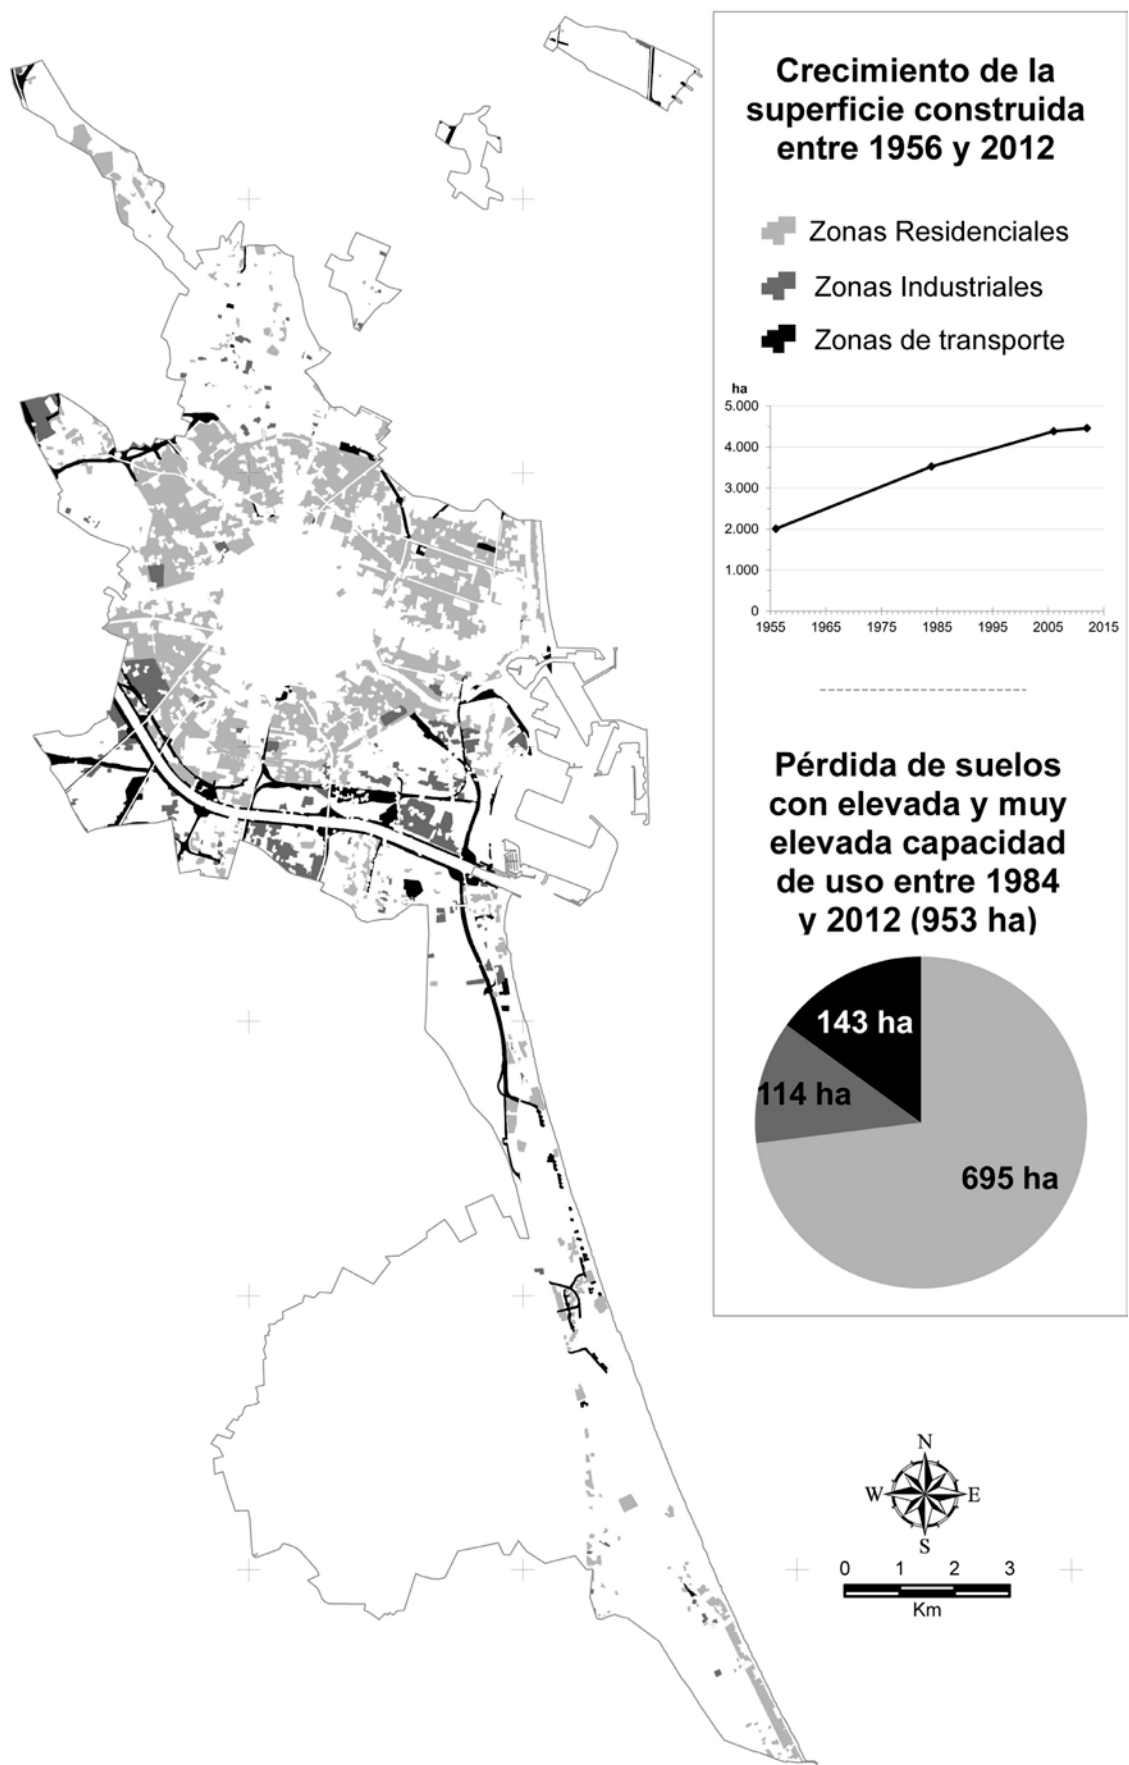 Crecimiento de la
superficie construida
entre 1956 y 2012
Zonas Residenciales
Zonas Industriales
Zonas de transporte
ha
5.000
4.000
3.000
2.000
1.000
0
1955 1965 1975 1985 1995 2005 2015
Pérdida de suelos
con elevada y muy
elevada capacidad
de uso entre 1984
y 2012 (953 ha)
143 ha
114 ha
695 ha
N
W E
S
0 1 2 3
Km